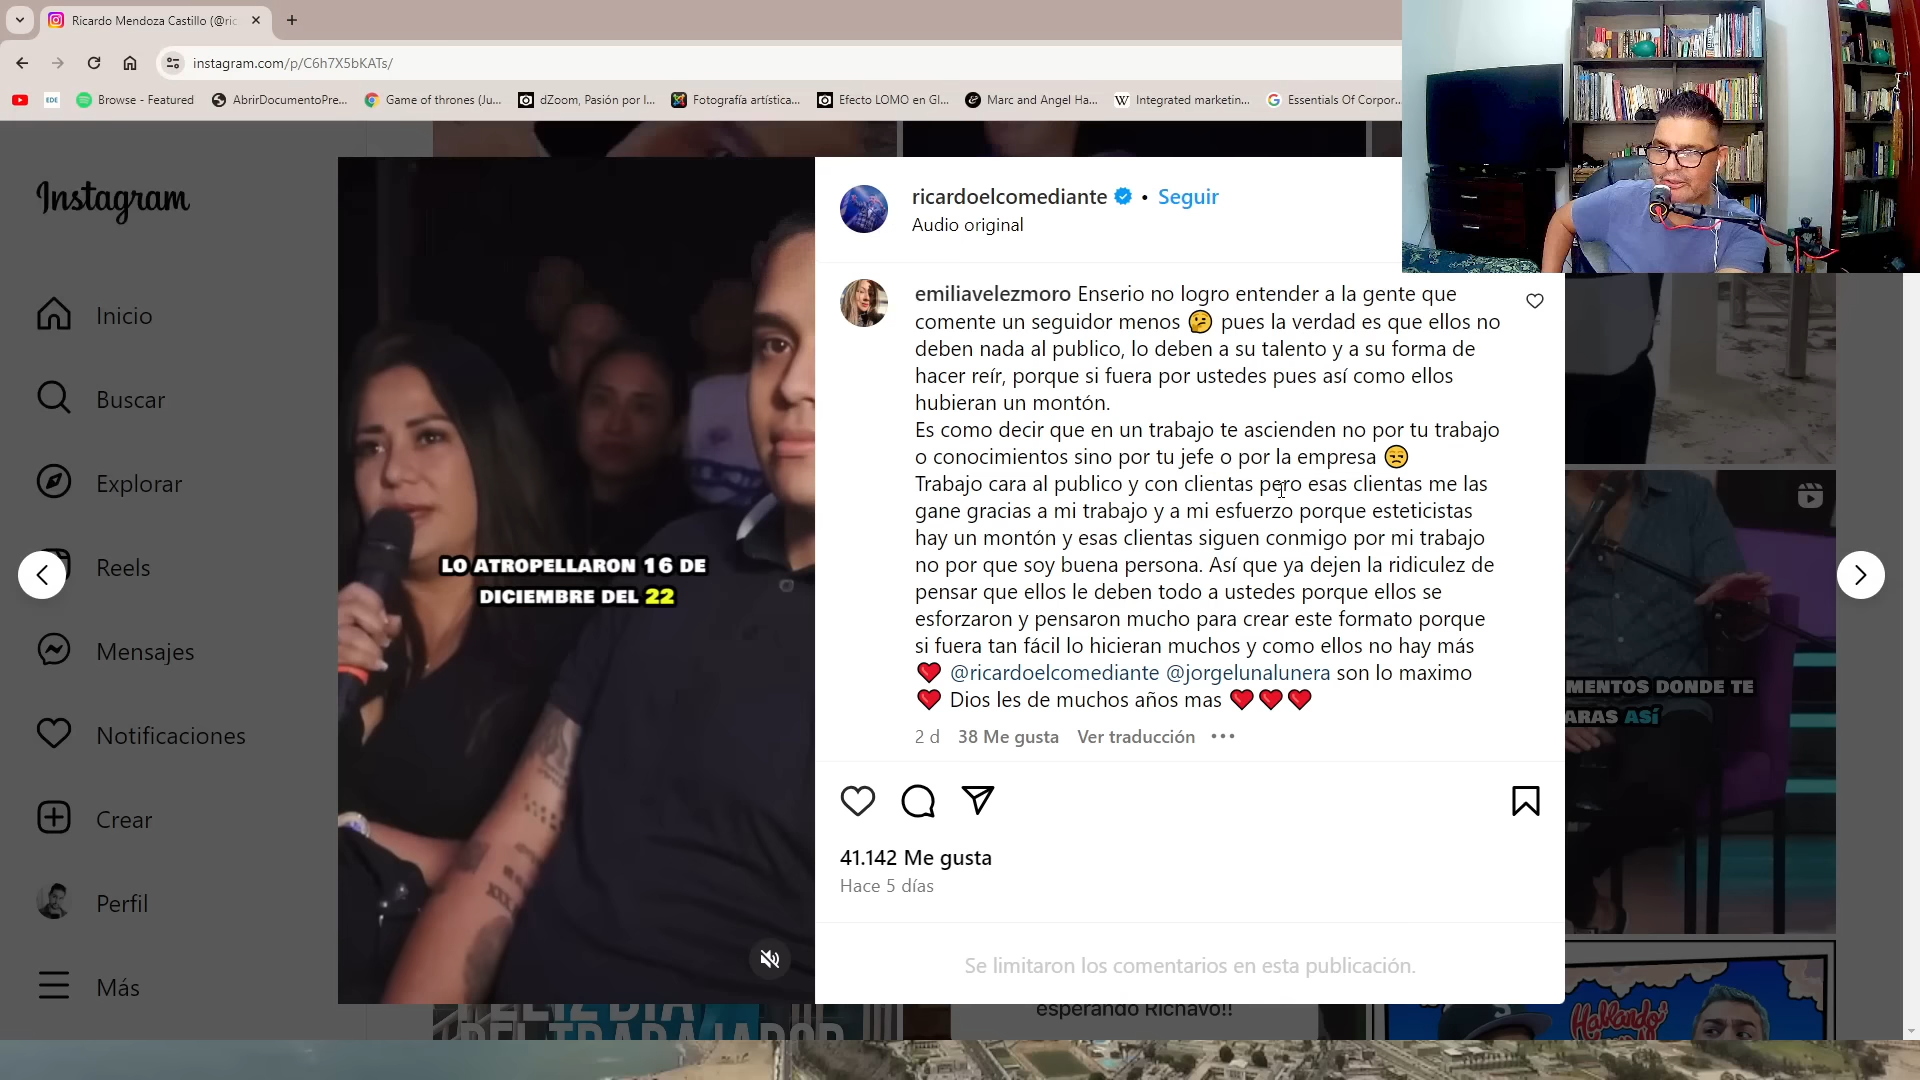 Ricardo Mendoza Castillo (@ric
instagram.com/p/C6h7X5bKATs/
EDE
Browse - Featured
AbrirDocumentoPre...
Game of thrones (Ju...
dZoom, Pasión por l...
Fotografía artística...
Efecto LOMO en Gl...
Marc and Angel Ha...
Integrated marketin...
Essentials Of Corpor...
Instagram
Inicio
Buscar
Explorar
Reels
Mensajes
Notificaciones
Crear
Perfil
Más
LO ATROPELLARON 16 DE
DICIEMBRE DEL 22
ricardoelcomediante • Seguir
Audio original
emiliavelezmoro Enserio no logro entender a la gente que
comente un seguidor menos 🤔 pues la verdad es que ellos no
deben nada al publico, lo deben a su talento y a su forma de
hacer reír, porque si fuera por ustedes pues así como ellos
hubieran un montón.
Es como decir que en un trabajo te ascienden no por tu trabajo
o conocimientos sino por tu jefe o por la empresa 😒
Trabajo cara al publico y con clientas pero esas clientas me las
gane gracias a mi trabajo y a mi esfuerzo porque esteticistas
hay un montón y esas clientas siguen conmigo por mi trabajo
no por que soy buena persona. Así que ya dejen la ridiculez de
pensar que ellos le deben todo a ustedes porque ellos se
esforzaron y pensaron mucho para crear este formato porque
si fuera tan fácil lo hicieran muchos y como ellos no hay más
❤️ @ricardoelcomediante @jorgelunalunera son lo maximo
❤️ Dios les de muchos años mas ❤️❤️❤️
2 d 38 Me gusta Ver traducción •••
41.142 Me gusta
Hace 5 días
Se limitaron los comentarios en esta publicación.
MENTOS DONDE TE
ARAS ASÍ
FELIZ DÍA
DEL TRABAJADOR
esperando Richavo!!
Hablando